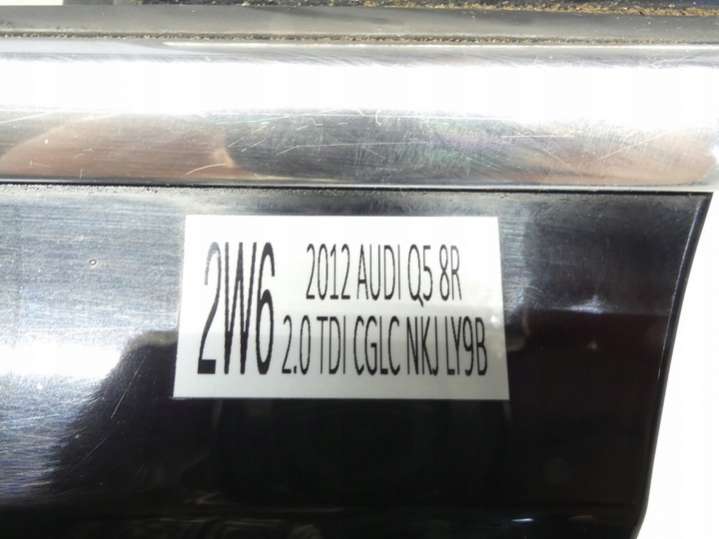 2W6
2012 AUDI Q5 8R
2.0 TDI CGLC NKJ LY9B